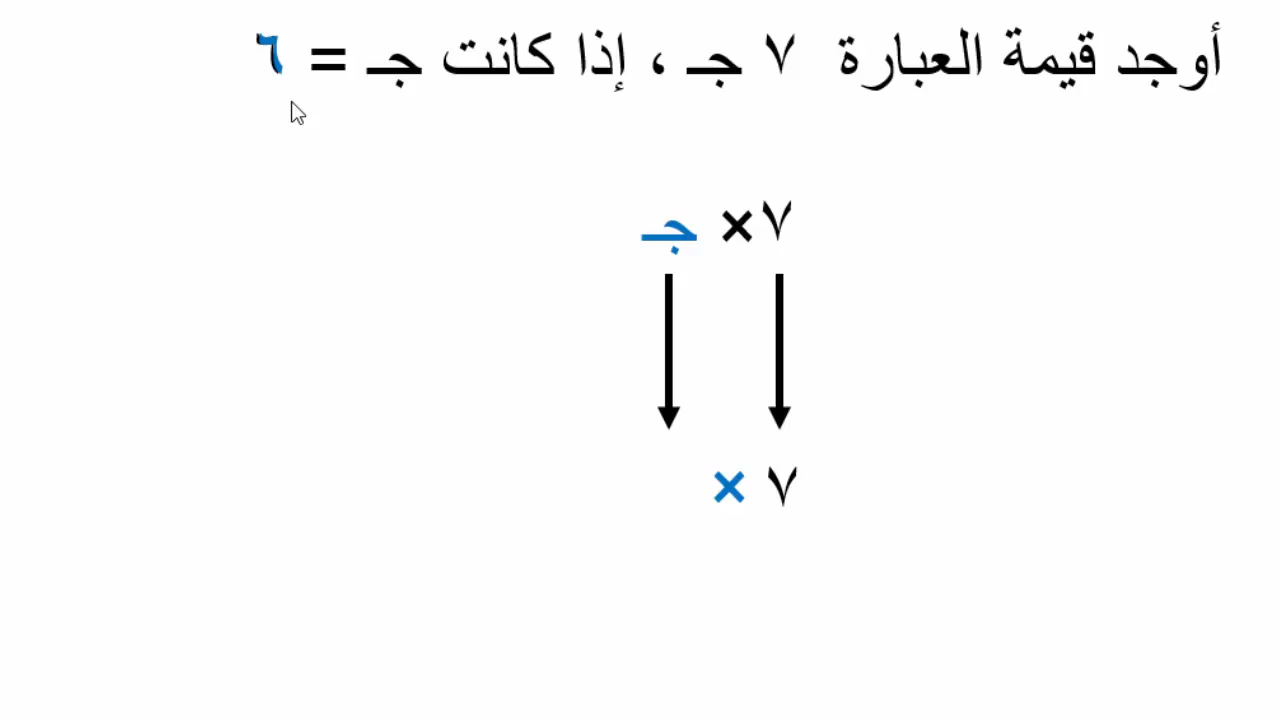 أوجد قيمة العبارة ٧ جـ ، إذا كانت جـ = ٦
٧ × جـ
٧ ×